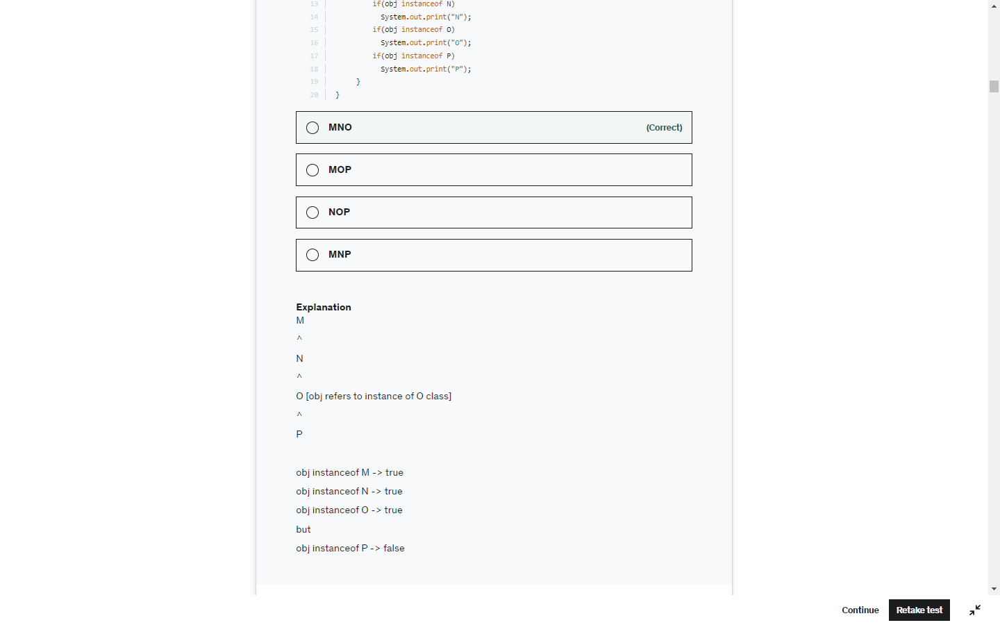 13 if(obj instanceof N)
14 System.out.print("N");
15 if(obj instanceof O)
16 System.out.print("O");
17 if(obj instanceof P)
18 System.out.print("P");
19 }
20 }
MNO (Correct)
MOP
NOP
MNP
Explanation
M
^
N
^
O [obj refers to instance of O class]
^
P
obj instanceof M -> true
obj instanceof N -> true
obj instanceof O -> true
but
obj instanceof P -> false
Continue Retake test